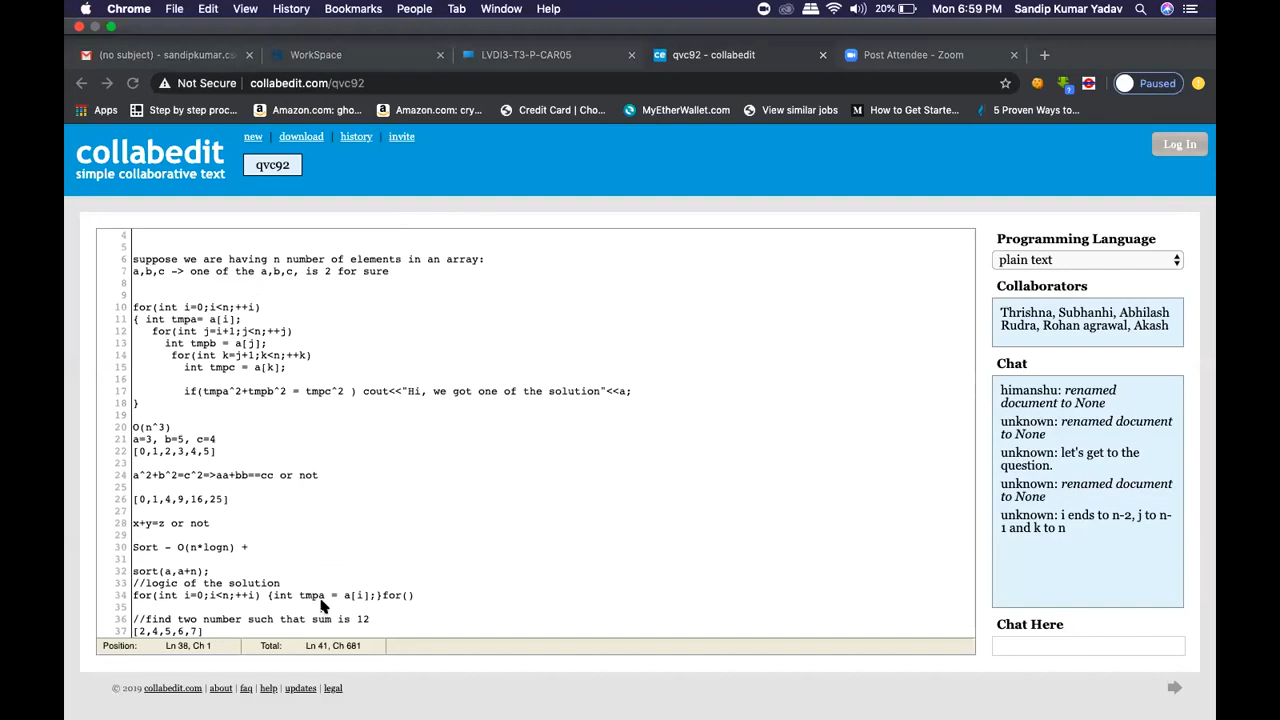 Chrome File Edit View History Bookmarks People Tab Window Help 20% Mon 6:59 PM Sandip Kumar Yadav
(no subject) - sandipkumar.cs WorkSpace LVDI3-T3-P-CAR05 ce qvc92 - collabedit Post Attendee - Zoom
Not Secure collabedit.com/qvc92 Paused
Apps Step by step proc... Amazon.com: gho... Amazon.com: cry... Credit Card | Cho... MyEtherWallet.com View similar jobs How to Get Starte... 5 Proven Ways to...
new | download | history | invite
collabedit
simple collaborative text
qvc92
Log In
4
5
6 suppose we are having n number of elements in an array:
7 a,b,c -> one of the a,b,c, is 2 for sure
8
9
10 for(int i=0;i<n;++i)
11 { int tmpa= a[i];
12 for(int j=i+1;j<n;++j)
13 int tmpb = a[j];
14 for(int k=j+1;k<n;++k)
15 int tmpc = a[k];
16
17 if(tmpa^2+tmpb^2 = tmpc^2 ) cout<<"Hi, we got one of the solution"<<a;
18 }
19
20 O(n^3)
21 a=3, b=5, c=4
22 [0,1,2,3,4,5]
23
24 a^2+b^2=c^2=>aa+bb==cc or not
25
26 [0,1,4,9,16,25]
27
28 x+y=z or not
29
30 Sort - O(n*logn) +
31
32 sort(a,a+n);
33 //logic of the solution
34 for(int i=0;i<n;++i) {int tmpa = a[i];}for()
35
36 //find two number such that sum is 12
37 [2,4,5,6,7]
Position: Ln 38, Ch 1 Total: Ln 41, Ch 681
Programming Language
plain text
Collaborators
Thrishna, Subhanhi, Abhilash
Rudra, Rohan agrawal, Akash
Chat
himanshu: renamed
document to None
unknown: renamed document
to None
unknown: let's get to the
question.
unknown: renamed document
to None
unknown: i ends to n-2, j to n-
1 and k to n
Chat Here
© 2019 collabedit.com | about | faq | help | updates | legal